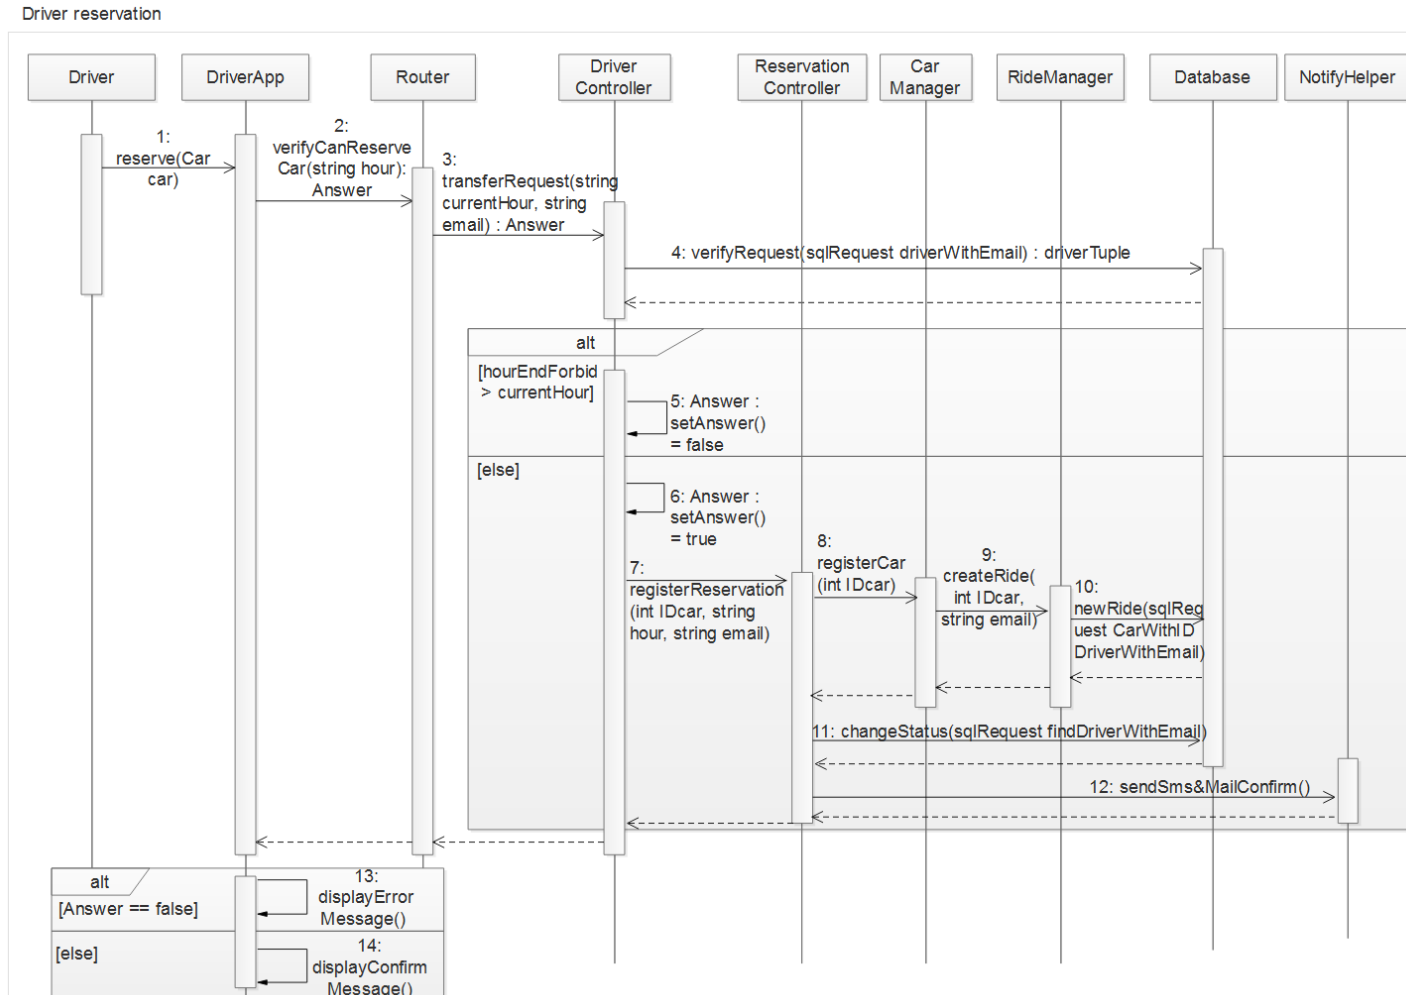 Driver reservation
Driver
DriverApp
Router
Driver
Controller
Reservation
Controller
Car
Manager
RideManager
Database
NotifyHelper
1:
reserve(Car
car)
2:
verifyCanReserve
Car(string hour):
Answer
3:
transferRequest(string
currentHour, string
email) : Answer
4: verifyRequest(sqlRequest driverWithEmail) : driverTuple
alt
[hourEndForbid
> currentHour]
5: Answer :
setAnswer()
= false
[else]
6: Answer :
setAnswer()
= true
7:
registerReservation
(int IDcar, string
hour, string email)
8:
registerCar
(int IDcar)
9:
createRide(
int IDcar,
string email)
10:
newRide(sqlReq
uest CarWithID
DriverWithEmail)
11: changeStatus(sqlRequest findDriverWithEmail)
12: sendSms&MailConfirm()
alt
[Answer == false]
13:
displayError
Message()
[else]
14:
displayConfirm
Message()